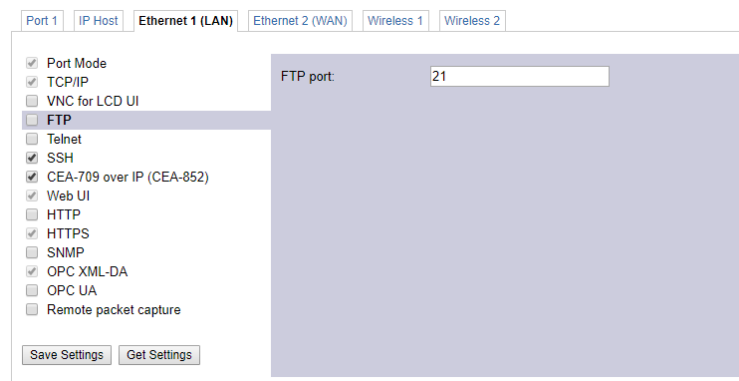 Port 1 IP Host Ethernet 1 (LAN) Ethernet 2 (WAN) Wireless 1 Wireless 2
Port Mode
TCP/IP
VNC for LCD UI
FTP
Telnet
SSH
CEA-709 over IP (CEA-852)
Web UI
HTTP
HTTPS
SNMP
OPC XML-DA
OPC UA
Remote packet capture
Save Settings Get Settings
FTP port: 21